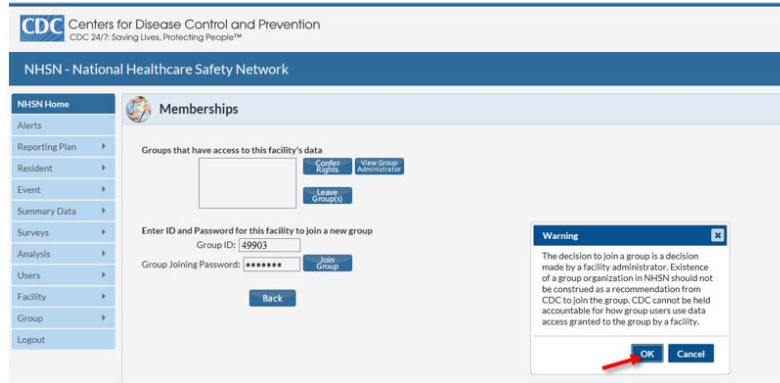 CDC Centers for Disease Control and Prevention
CDC 24/7: Saving Lives, Protecting People™
NHSN - National Healthcare Safety Network
NHSN Home
Alerts
Reporting Plan
Resident
Event
Summary Data
Surveys
Analysis
Users
Facility
Group
Logout
Memberships
Groups that have access to this facility's data
Confer Rights
View Group Administrator
Leave Group(s)
Enter ID and Password for this facility to join a new group
Group ID: 49903
Group Joining Password: •••••••
Join Group
Back
Warning
The decision to join a group is a decision
made by a facility administrator. Existence
of a group organization in NHSN should not
be construed as a recommendation from
CDC to join the group. CDC cannot be held
accountable for how group users use data
access granted to the group by a facility.
OK Cancel